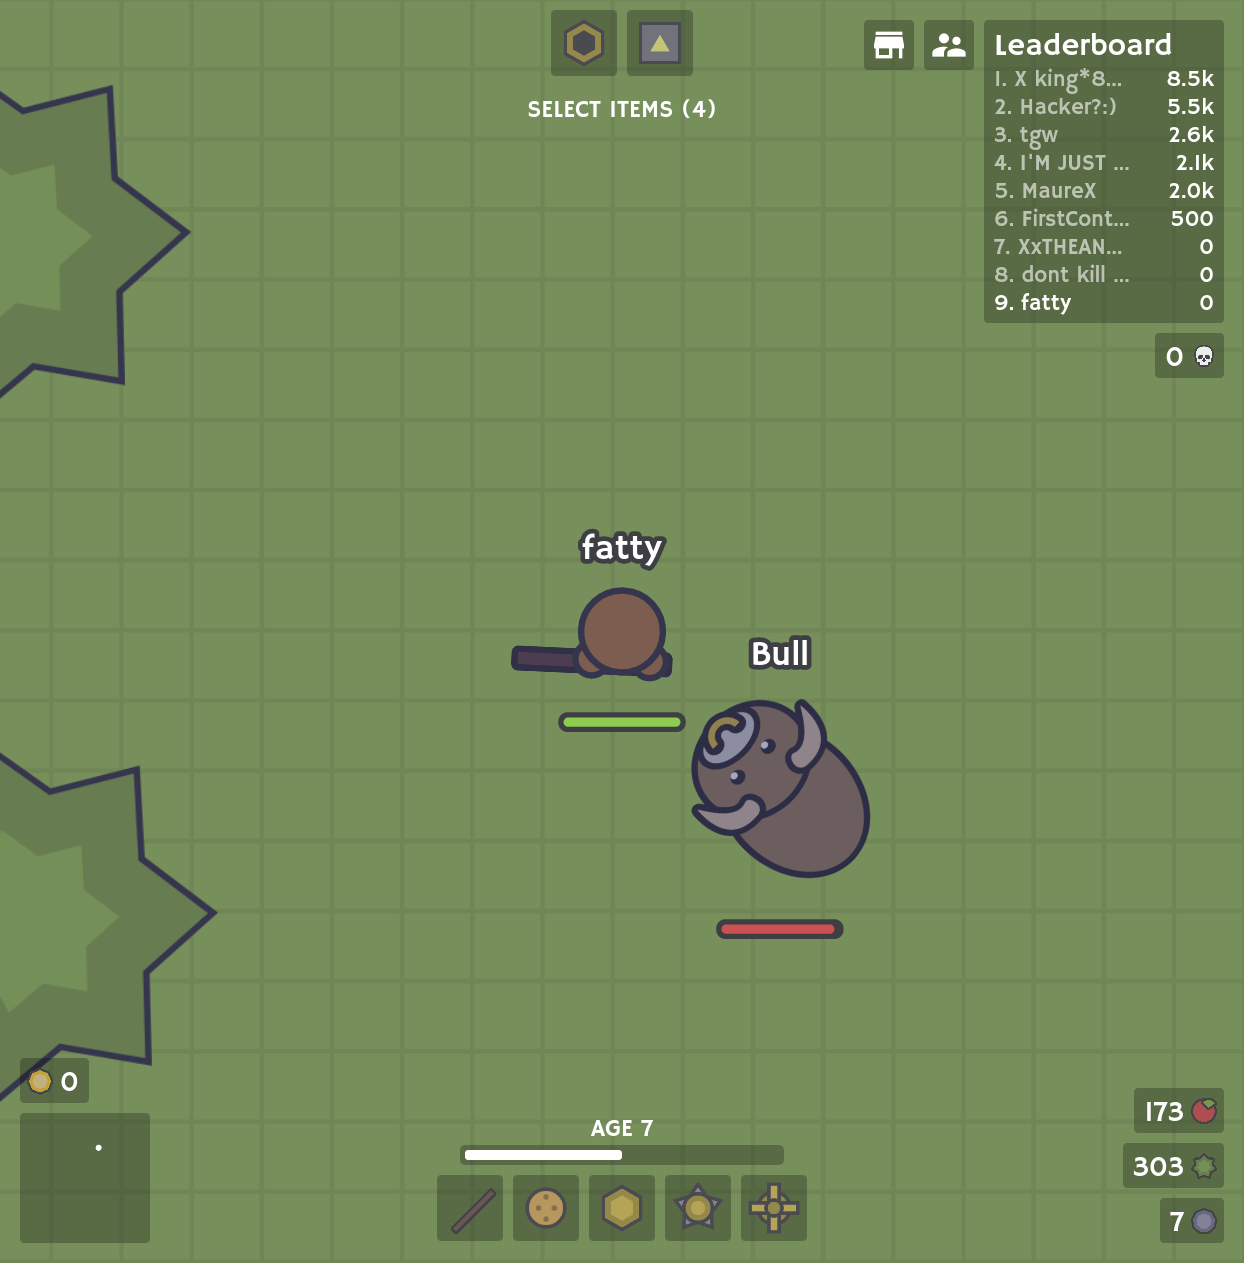 SELECT ITEMS (4)
Leaderboard
1. X king*8... 8.5k
2. Hacker?:) 5.5k
3. tgw 2.6k
4. I'M JUST ... 2.1k
5. MaureX 2.0k
6. FirstCont... 500
7. XxTHEAN... 0
8. dont kill ... 0
9. fatty 0
0
fatty
Bull
0
AGE 7
173
303
7